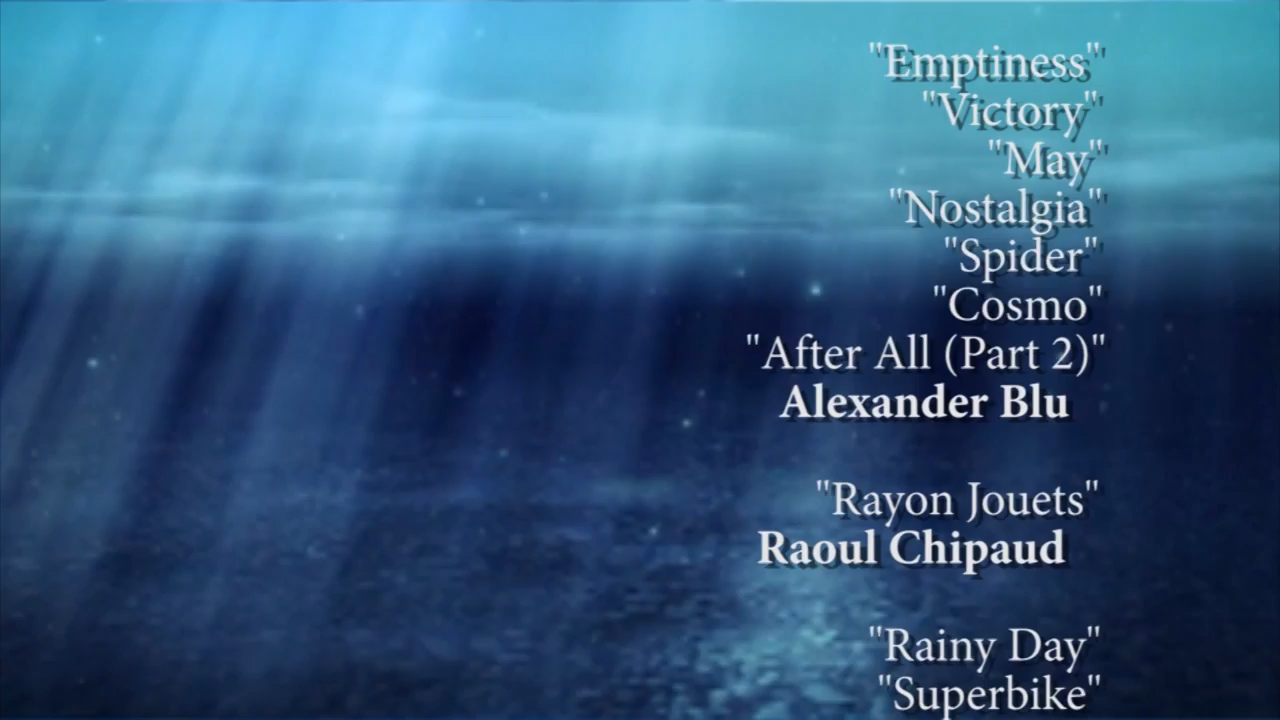 "Emptiness"
"Victory"
"May"
"Nostalgia"
"Spider"
"Cosmo"
"After All (Part 2)"
Alexander Blu
"Rayon Jouets"
Raoul Chipaud
"Rainy Day"
"Superbike"